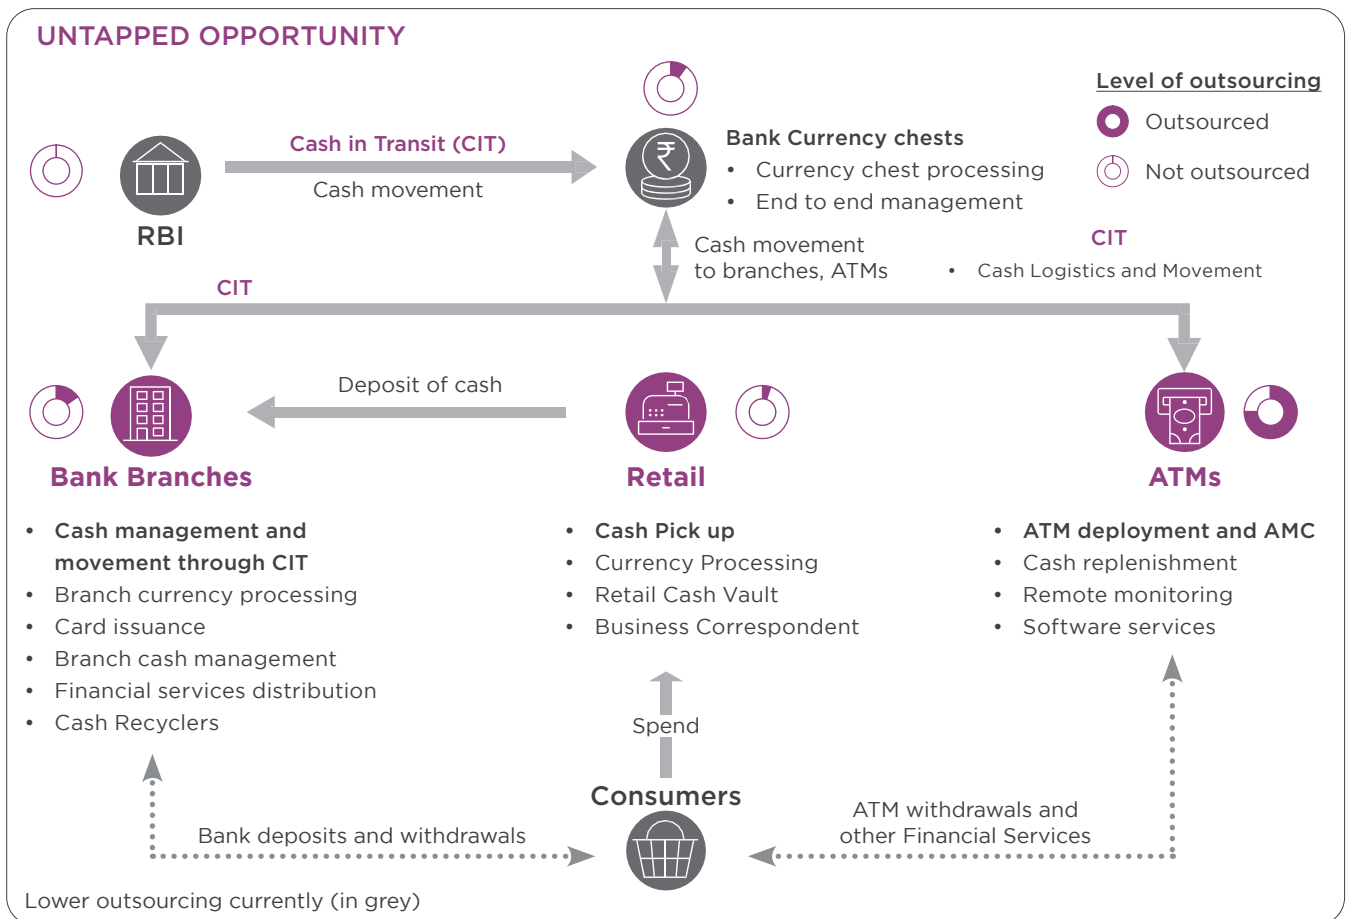 UNTAPPED OPPORTUNITY
Level of outsourcing
Outsourced
Not outsourced
RBI
Cash in Transit (CIT)
Cash movement
₹
Bank Currency chests
• Currency chest processing
• End to end management
Cash movement
to branches, ATMs
CIT
• Cash Logistics and Movement
CIT
Deposit of cash
Bank Branches
• Cash management and
movement through CIT
• Branch currency processing
• Card issuance
• Branch cash management
• Financial services distribution
• Cash Recyclers
Retail
• Cash Pick up
• Currency Processing
• Retail Cash Vault
• Business Correspondent
ATMs
• ATM deployment and AMC
• Cash replenishment
• Remote monitoring
• Software services
Spend
Consumers
Bank deposits and withdrawals
ATM withdrawals and
other Financial Services
Lower outsourcing currently (in grey)